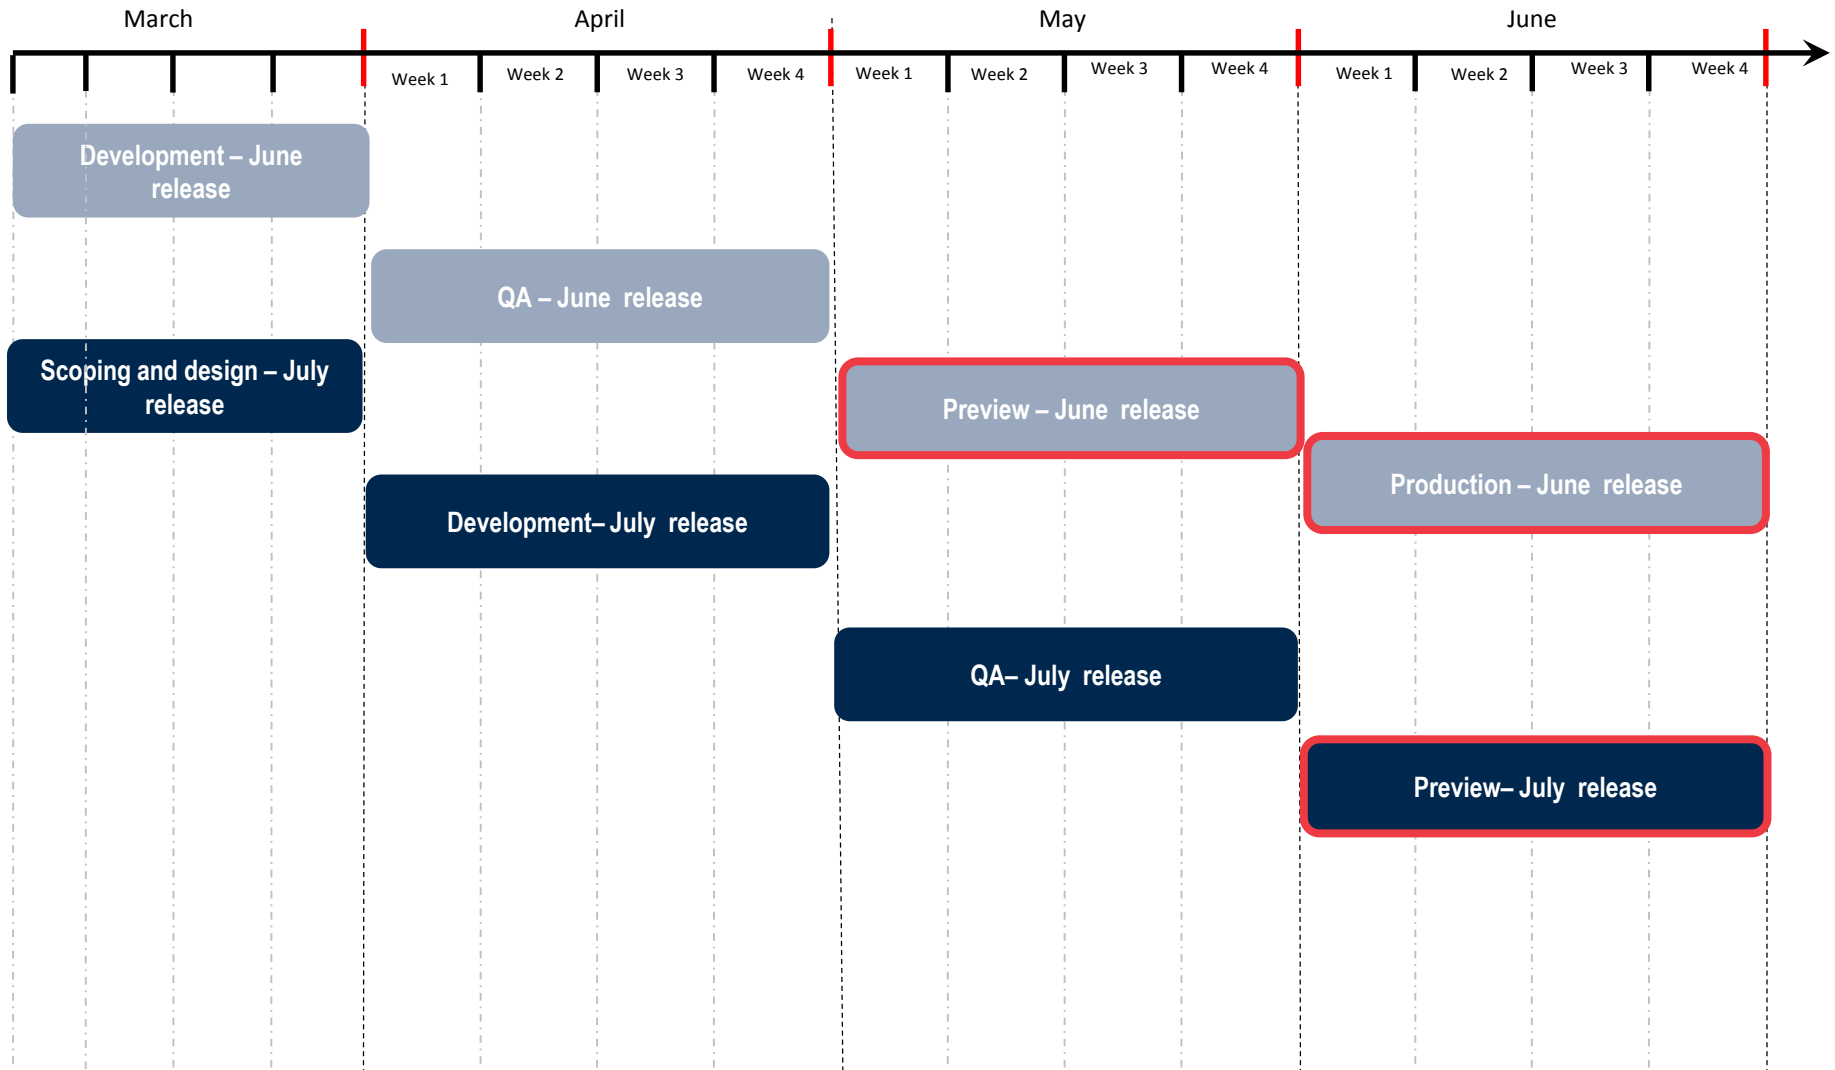 March
April
May
June
Week 1
Week 2
Week 3
Week 4
Week 1
Week 2
Week 3
Week 4
Week 1
Week 2
Week 3
Week 4
Development – June
release
QA – June release
Scoping and design – July
release
Preview – June release
Production – June release
Development– July release
QA– July release
Preview– July release